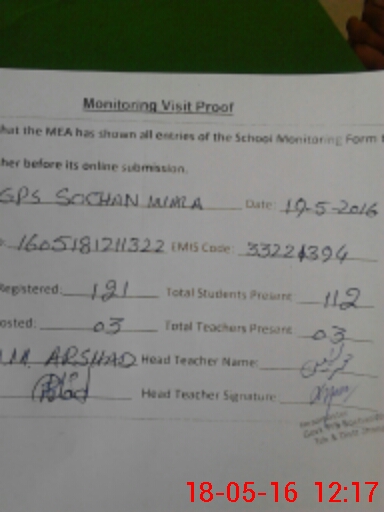 Monitoring Visit Proof
hat the MEA has shown all entries of the School Monitoring Form
her before its online submission.
GPS SOCHAN WALA Date: 19-5-2016
1605181211322 EMIS Code: 33221394
Registered: 121 Total Students Present 112
osted: 03 Total Teachers Present 03
M. ARSHAD Head Teacher Name:
Head Teacher Signature
18-05-16 12:17